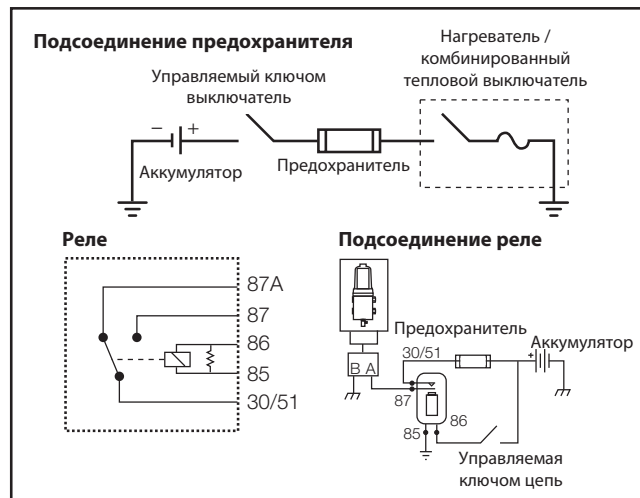 Подсоединение предохранителя
Нагреватель /
комбинированный
тепловой выключатель
Управляемый ключом
выключатель
– +
Аккумулятор
Предохранитель
Реле
87A
87
86
85
30/51
Подсоединение реле
Предохранитель
Аккумулятор
30/51
+
B A
87
86
85
Управляемая
ключом цепь